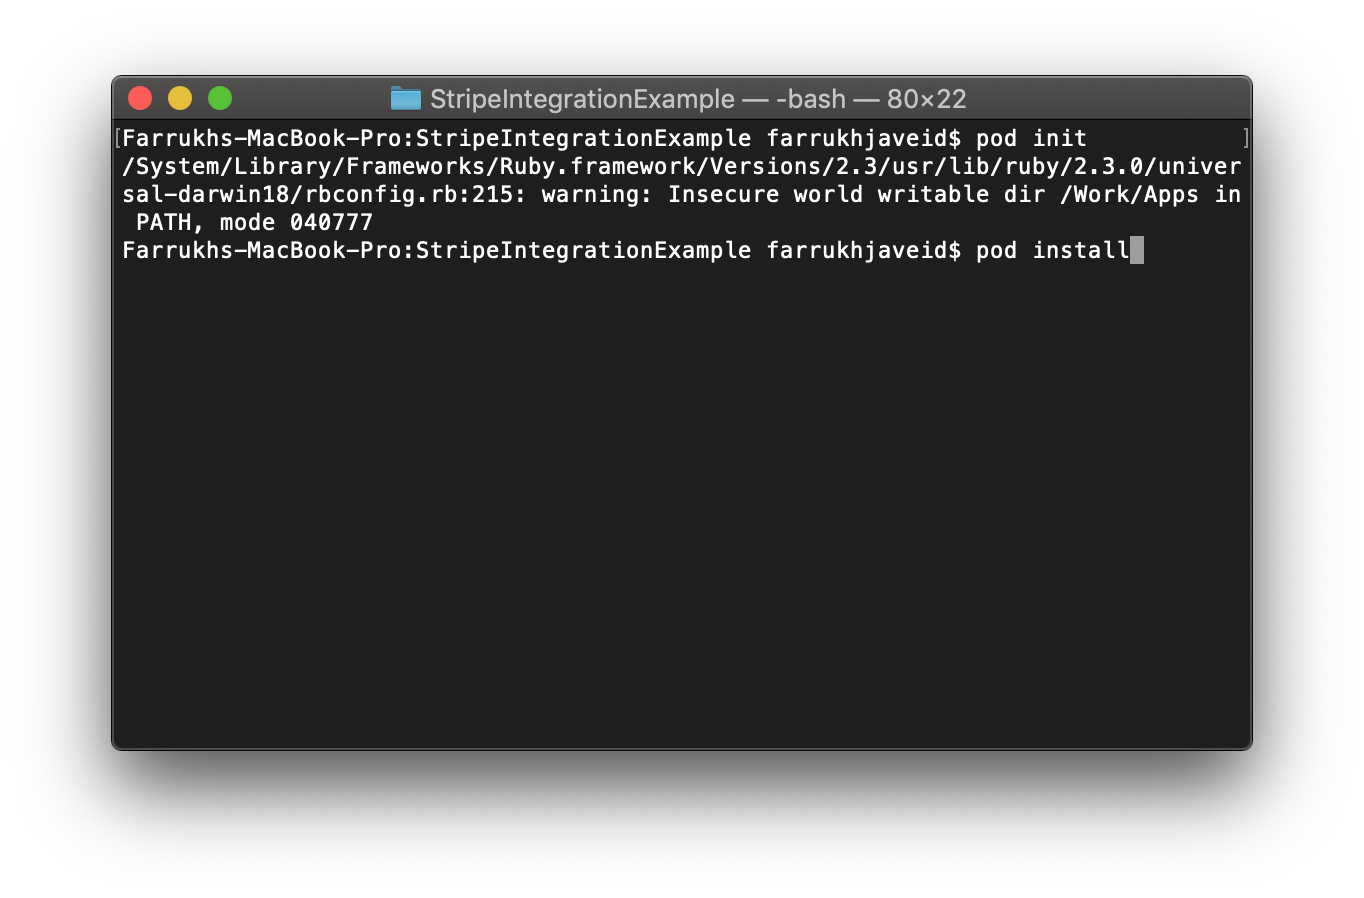 StripeIntegrationExample — -bash — 80×22
[Farrukhs-MacBook-Pro:StripeIntegrationExample farrukhjaveid$ pod init ]
/System/Library/Frameworks/Ruby.framework/Versions/2.3/usr/lib/ruby/2.3.0/univer
sal-darwin18/rbconfig.rb:215: warning: Insecure world writable dir /Work/Apps in
 PATH, mode 040777
Farrukhs-MacBook-Pro:StripeIntegrationExample farrukhjaveid$ pod install